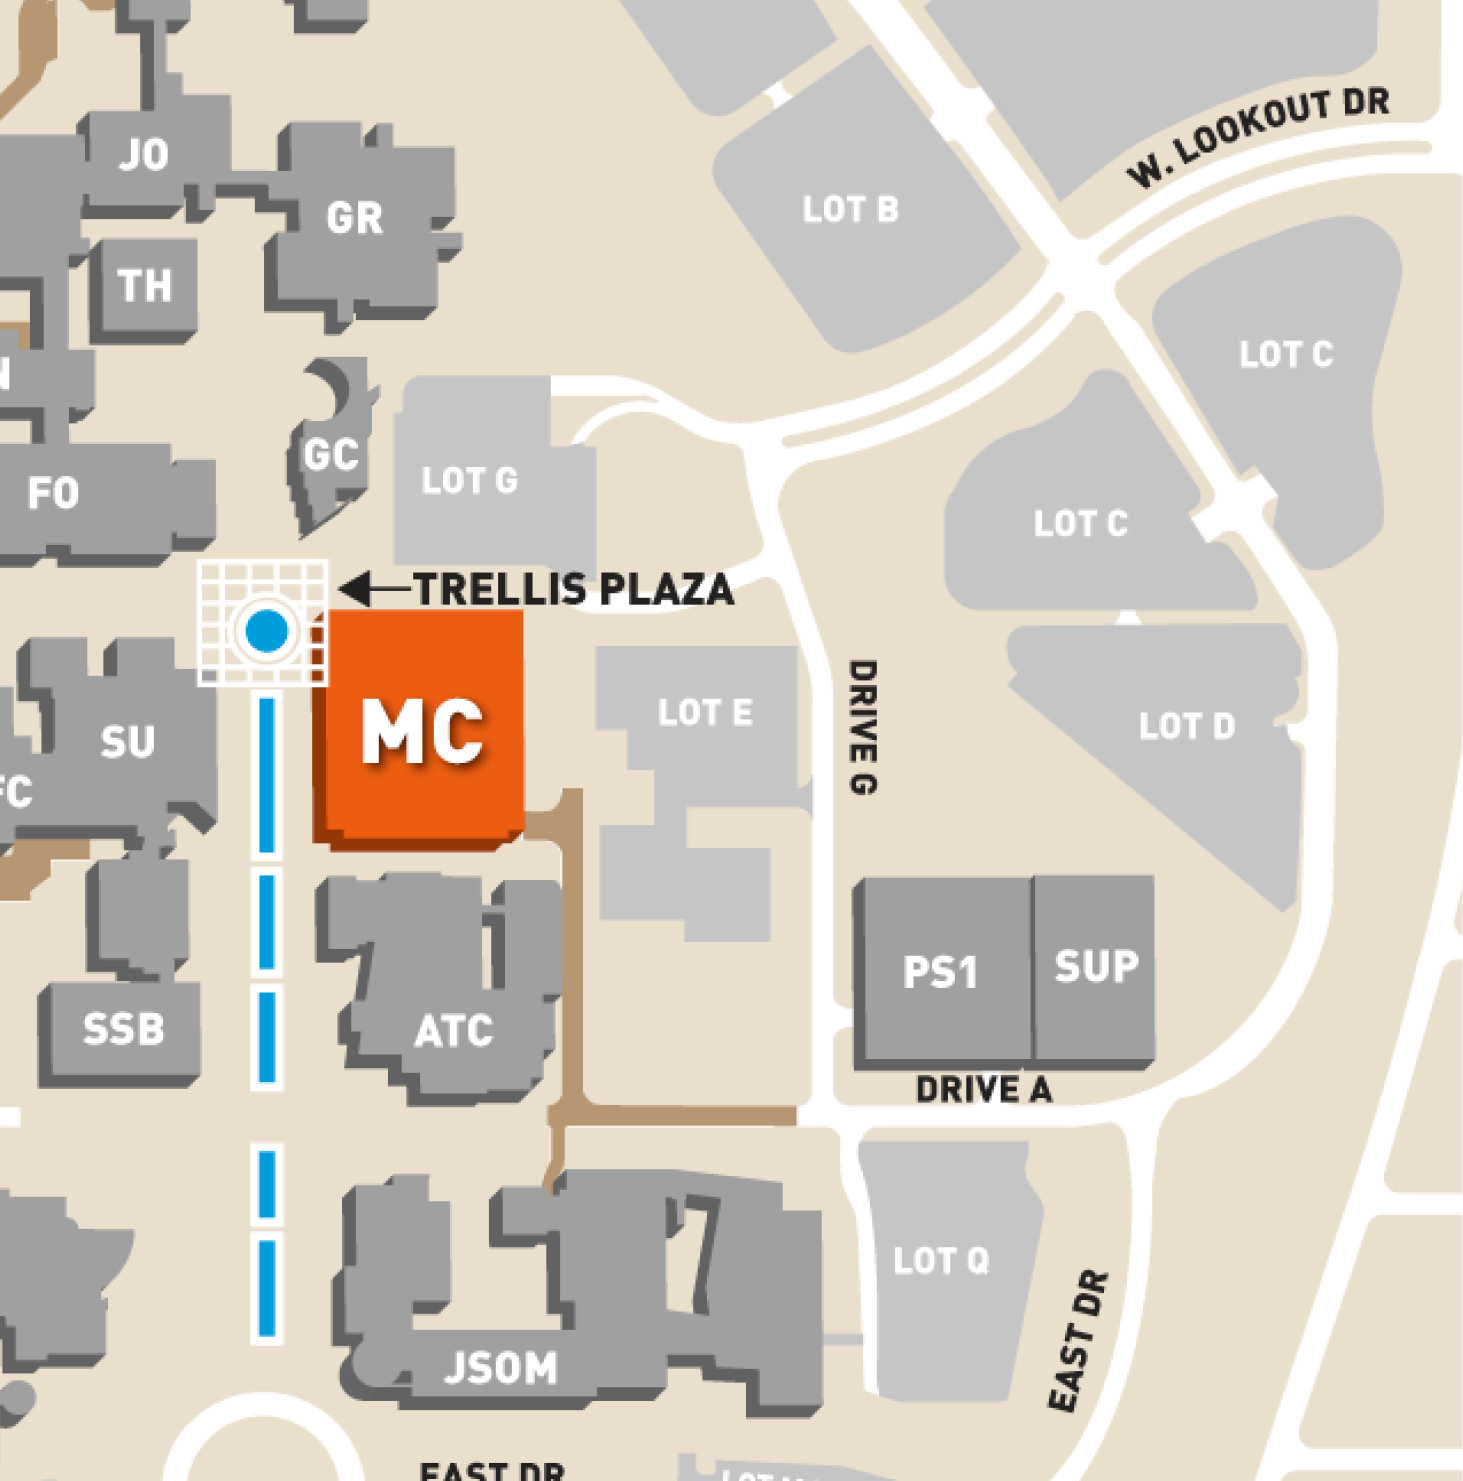 W. LOOKOUT DR
JO
GR
LOT B
TH
LOT C
N
GC
LOT G
FO
LOT C
TRELLIS PLAZA
MC
LOT E
DRIVE G
LOT D
SU
FC
PS1
SUP
SSB
ATC
DRIVE A
LOT Q
EAST DR
JSOM
EAST DR